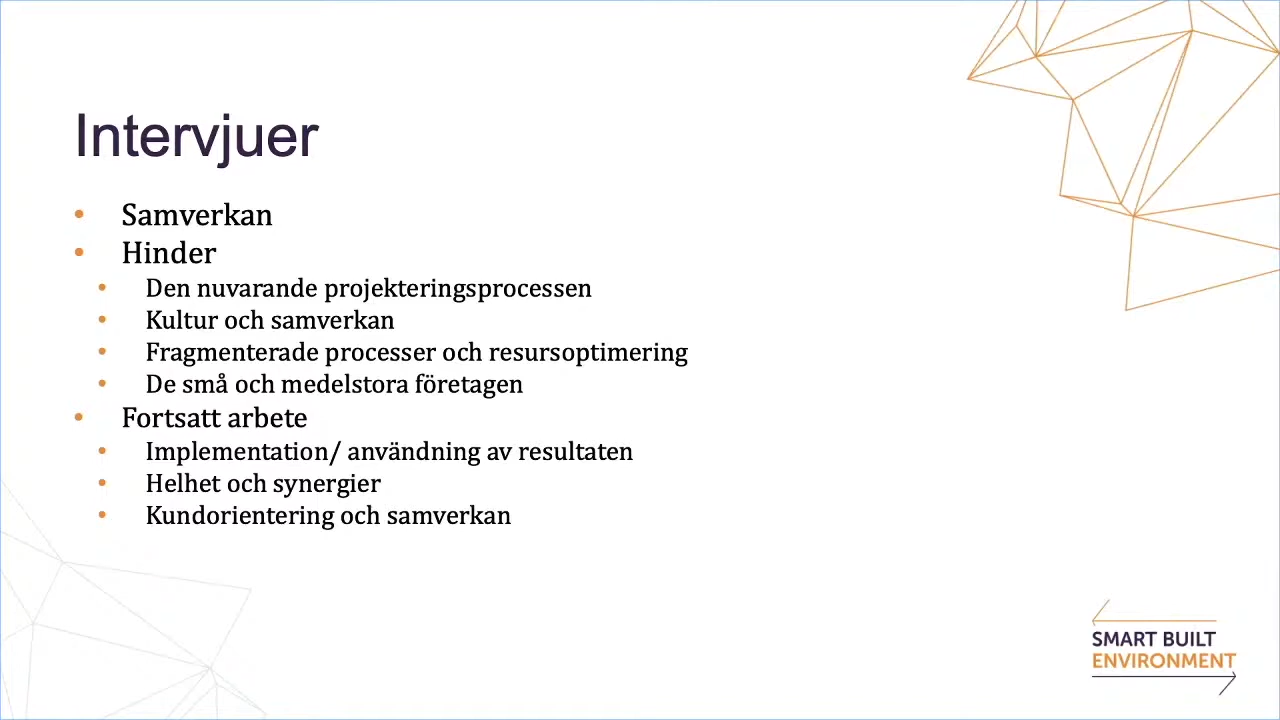 Intervjuer
• Samverkan
• Hinder
• Den nuvarande projekteringsprocessen
• Kultur och samverkan
• Fragmenterade processer och resursoptimering
• De små och medelstora företagen
• Fortsatt arbete
• Implementation/ användning av resultaten
• Helhet och synergier
• Kundorientering och samverkan
SMART BUILT
ENVIRONMENT